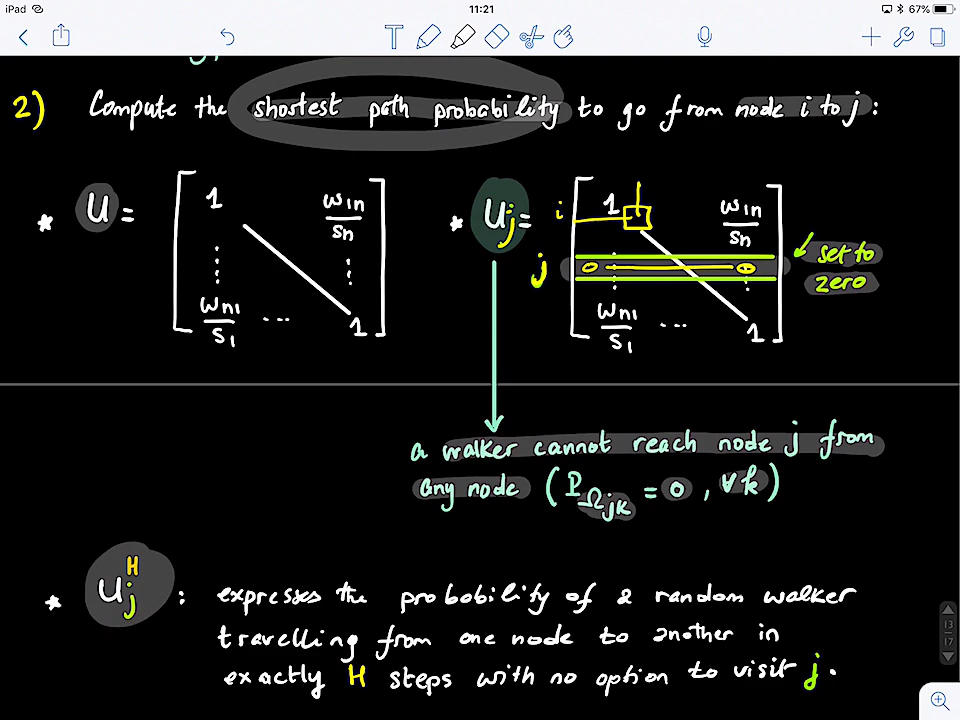 iPad 11:21 67%
2) Compute the shortest path probability to go from node i to j :
* U = [ 1 w1n/sn ⋮ ⋮ wn1/s1 ... 1 ]
* Uj = i j [ 1 w1n/sn 0 0 ⋮ ⋮ wn1/s1 ... 1 ]
set to
zero
a walker cannot reach node j from
any node ( PΩjk = 0 , ∀k )
* UjH : expresses the probability of a random walker
travelling from one node to another in
exactly H steps with no option to visit j.
13
17